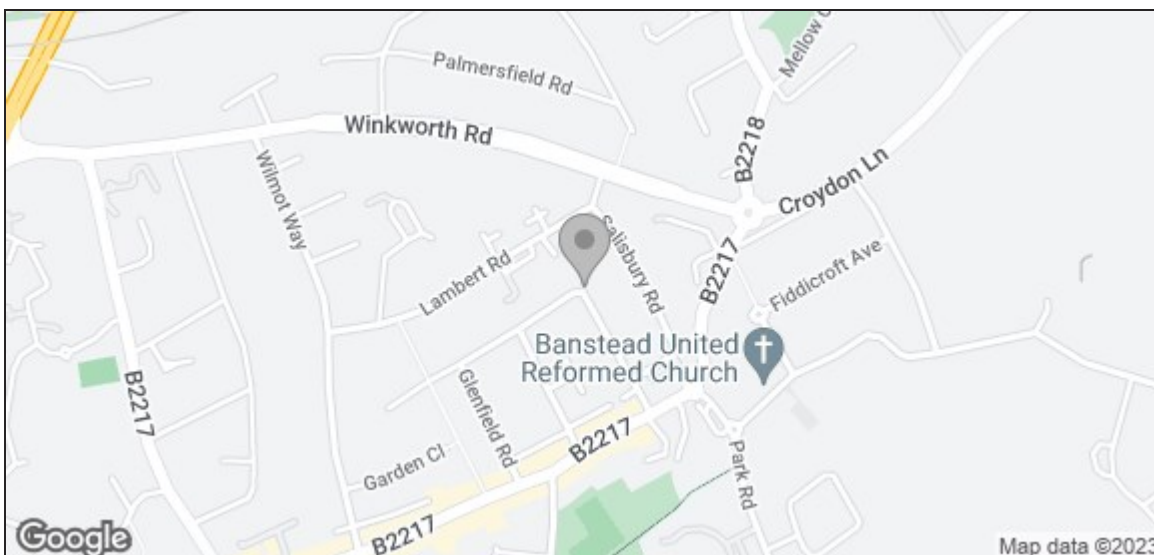 Palmersfield Rd
Mellow C
Winkworth Rd
B2218
Croydon Ln
Wilmot Way
Salisbury Rd
Lambert Rd
B2217
Fiddicroft Ave
Banstead United
Reformed Church
B2217
Glenfield Rd
B2217
Garden Cl
Park Rd
B2217
Google
Map data ©2023